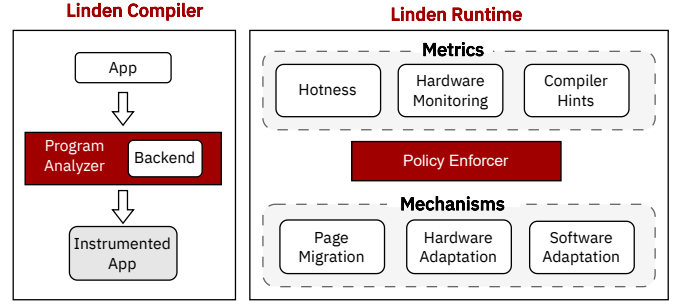 Linden Compiler
App
Program
Analyzer
Backend
Instrumented
App
Linden Runtime
Metrics
Hotness
Hardware
Monitoring
Compiler
Hints
Policy Enforcer
Mechanisms
Page
Migration
Hardware
Adaptation
Software
Adaptation